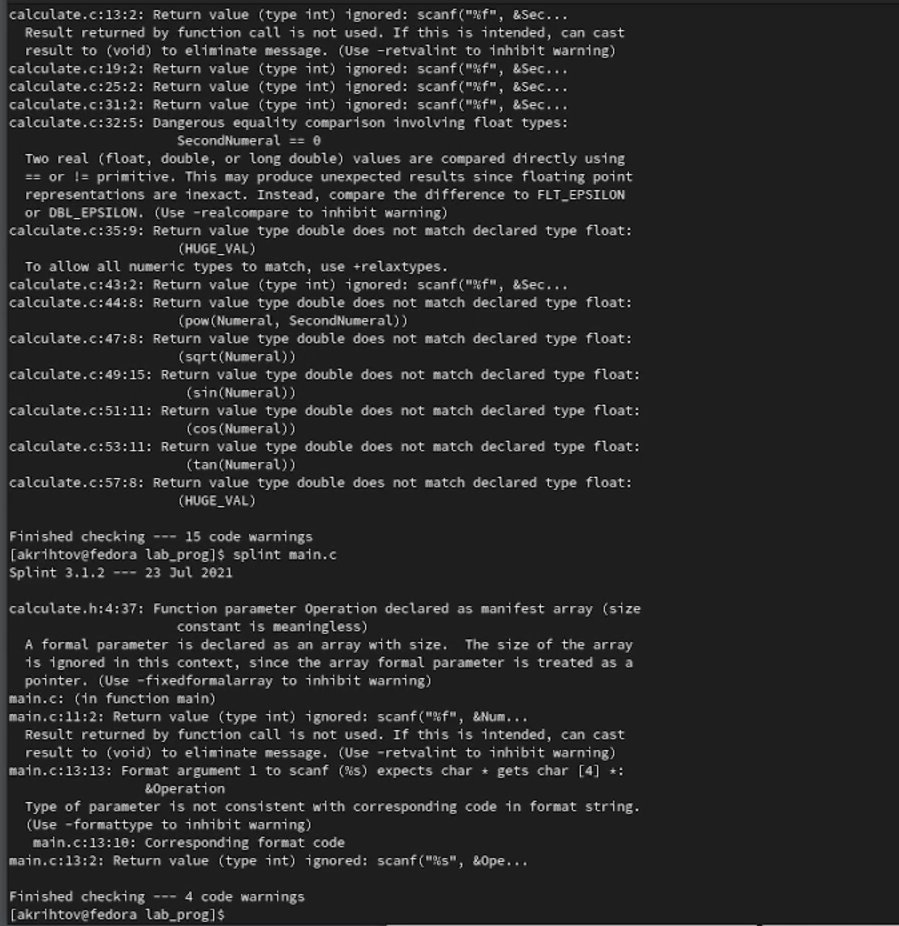 calculate.c:13:2: Return value (type int) ignored: scanf("%f", &Sec...
  Result returned by function call is not used. If this is intended, can cast
  result to (void) to eliminate message. (Use -retvalint to inhibit warning)
calculate.c:19:2: Return value (type int) ignored: scanf("%f", &Sec...
calculate.c:25:2: Return value (type int) ignored: scanf("%f", &Sec...
calculate.c:31:2: Return value (type int) ignored: scanf("%f", &Sec...
calculate.c:32:5: Dangerous equality comparison involving float types:
                     SecondNumeral == 0
  Two real (float, double, or long double) values are compared directly using
  == or != primitive. This may produce unexpected results since floating point
  representations are inexact. Instead, compare the difference to FLT_EPSILON
  or DBL_EPSILON. (Use -realcompare to inhibit warning)
calculate.c:35:9: Return value type double does not match declared type float:
                     (HUGE_VAL)
  To allow all numeric types to match, use +relaxtypes.
calculate.c:43:2: Return value (type int) ignored: scanf("%f", &Sec...
calculate.c:44:8: Return value type double does not match declared type float:
                     (pow(Numeral, SecondNumeral))
calculate.c:47:8: Return value type double does not match declared type float:
                     (sqrt(Numeral))
calculate.c:49:15: Return value type double does not match declared type float:
                      (sin(Numeral))
calculate.c:51:11: Return value type double does not match declared type float:
                      (cos(Numeral))
calculate.c:53:11: Return value type double does not match declared type float:
                      (tan(Numeral))
calculate.c:57:8: Return value type double does not match declared type float:
                     (HUGE_VAL)

Finished checking --- 15 code warnings
[akrihtov@fedora lab_prog]$ splint main.c
Splint 3.1.2 --- 23 Jul 2021

calculate.h:4:37: Function parameter Operation declared as manifest array (size
                     constant is meaningless)
  A formal parameter is declared as an array with size.  The size of the array
  is ignored in this context, since the array formal parameter is treated as a
  pointer. (Use -fixedformalarray to inhibit warning)
main.c: (in function main)
main.c:11:2: Return value (type int) ignored: scanf("%f", &Num...
  Result returned by function call is not used. If this is intended, can cast
  result to (void) to eliminate message. (Use -retvalint to inhibit warning)
main.c:13:13: Format argument 1 to scanf (%s) expects char * gets char [4] *:
                 &Operation
  Type of parameter is not consistent with corresponding code in format string.
  (Use -formattype to inhibit warning)
   main.c:13:10: Corresponding format code
main.c:13:2: Return value (type int) ignored: scanf("%s", &Ope...

Finished checking --- 4 code warnings
[akrihtov@fedora lab_prog]$